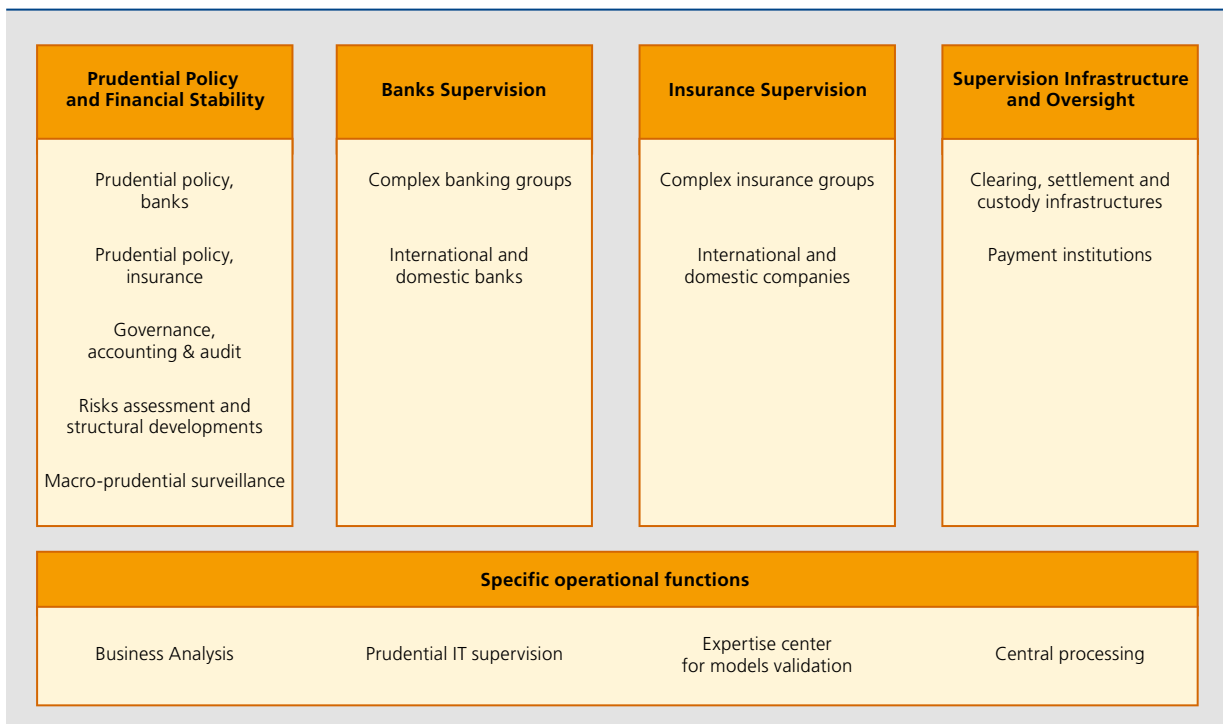 Prudential Policy
and Financial Stability
Prudential policy,
banks
Prudential policy,
insurance
Governance,
accounting & audit
Risks assessment and
structural developments
Macro-prudential surveillance
Banks Supervision
Complex banking groups
International and
domestic banks
Insurance Supervision
Complex insurance groups
International and
domestic companies
Supervision Infrastructure
and Oversight
Clearing, settlement and
custody infrastructures
Payment institutions
Specific operational functions
Business Analysis
Prudential IT supervision
Expertise center
for models validation
Central processing